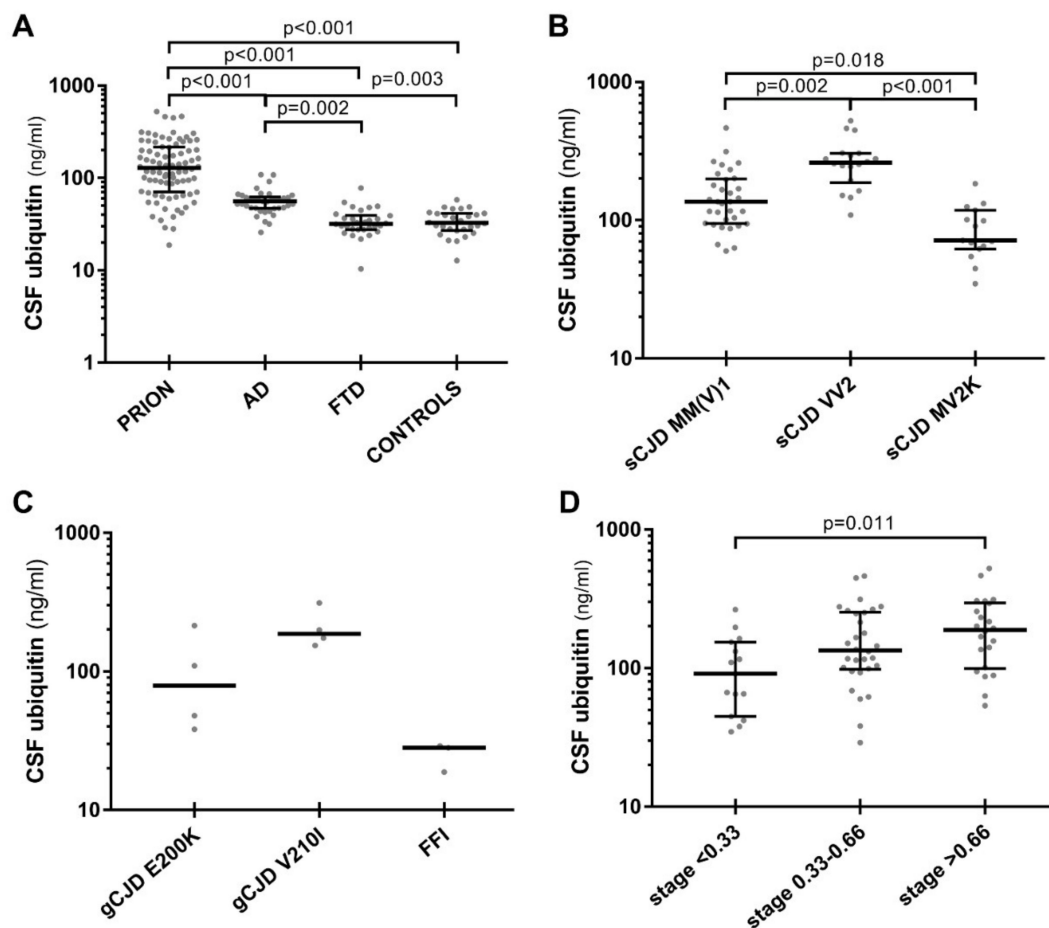 A
p<0.001
p<0.001
p<0.001 p=0.003
p=0.002
CSF ubiquitin (ng/ml)
1000
100
10
1
PRION
AD
FTD
CONTROLS
B
p=0.018
p=0.002 p<0.001
CSF ubiquitin (ng/ml)
1000
100
10
sCJD MM(V)1
sCJD VV2
sCJD MV2K
C
CSF ubiquitin (ng/ml)
1000
100
10
gCJD E200K
gCJD V210I
FFI
D
p=0.011
CSF ubiquitin (ng/ml)
1000
100
10
stage <0.33
stage 0.33-0.66
stage >0.66